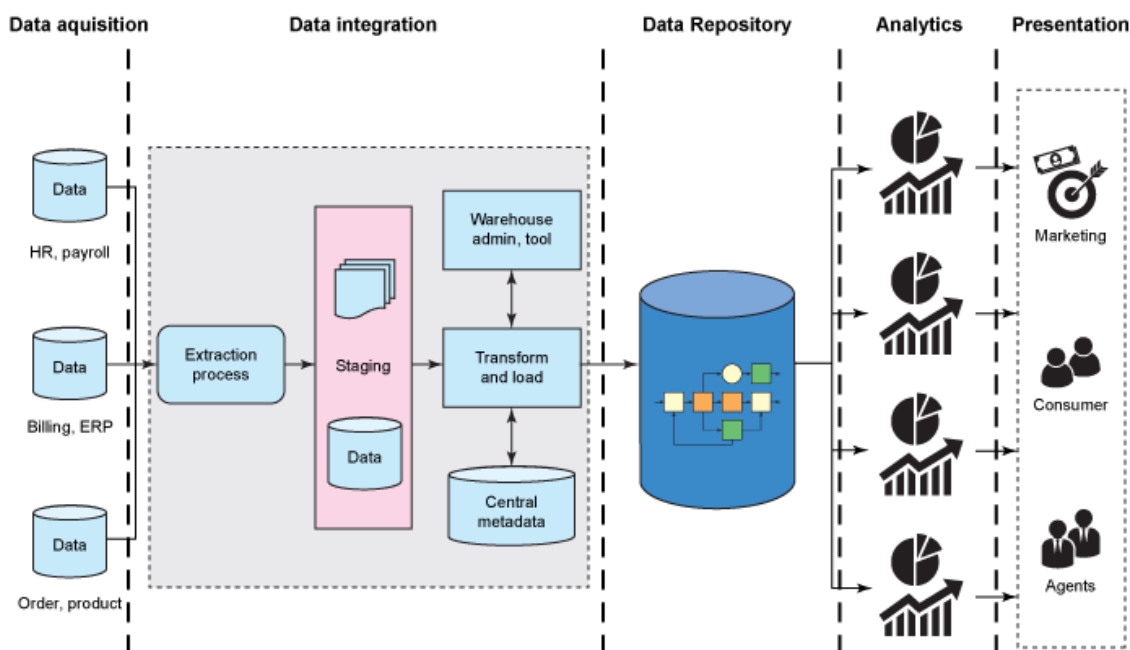 Data aquisition
Data integration
Data Repository
Analytics
Presentation
Data
HR, payroll
Data
Billing, ERP
Data
Order, product
Extraction
process
Staging
Data
Warehouse
admin, tool
Transform
and load
Central
metadata
Marketing
Consumer
Agents